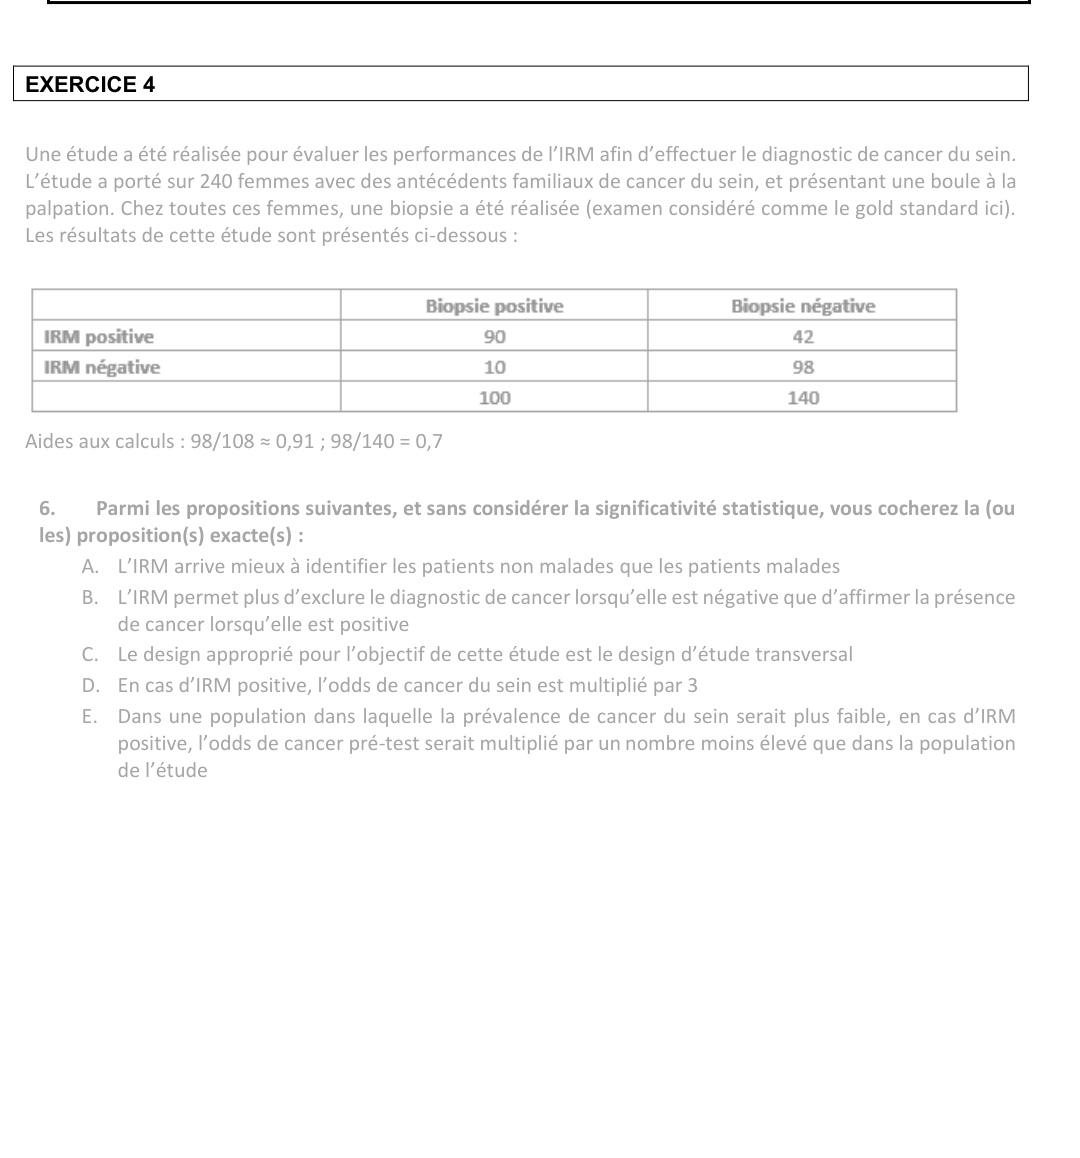 EXERCICE 4
Une étude a été réalisée pour évaluer les performances de l’IRM afin d’effectuer le diagnostic de cancer du sein.
L’étude a porté sur 240 femmes avec des antécédents familiaux de cancer du sein, et présentant une boule à la
palpation. Chez toutes ces femmes, une biopsie a été réalisée (examen considéré comme le gold standard ici).
Les résultats de cette étude sont présentés ci-dessous :
Biopsie positive Biopsie négative
IRM positive 90 42
IRM négative 10 98
100 140
Aides aux calculs : 98/108 ≈ 0,91 ; 98/140 = 0,7
6. Parmi les propositions suivantes, et sans considérer la significativité statistique, vous cocherez la (ou
les) proposition(s) exacte(s) :
A. L’IRM arrive mieux à identifier les patients non malades que les patients malades
B. L’IRM permet plus d’exclure le diagnostic de cancer lorsqu’elle est négative que d’affirmer la présence
de cancer lorsqu’elle est positive
C. Le design approprié pour l’objectif de cette étude est le design d’étude transversal
D. En cas d’IRM positive, l’odds de cancer du sein est multiplié par 3
E. Dans une population dans laquelle la prévalence de cancer du sein serait plus faible, en cas d’IRM
positive, l’odds de cancer pré-test serait multiplié par un nombre moins élevé que dans la population
de l’étude